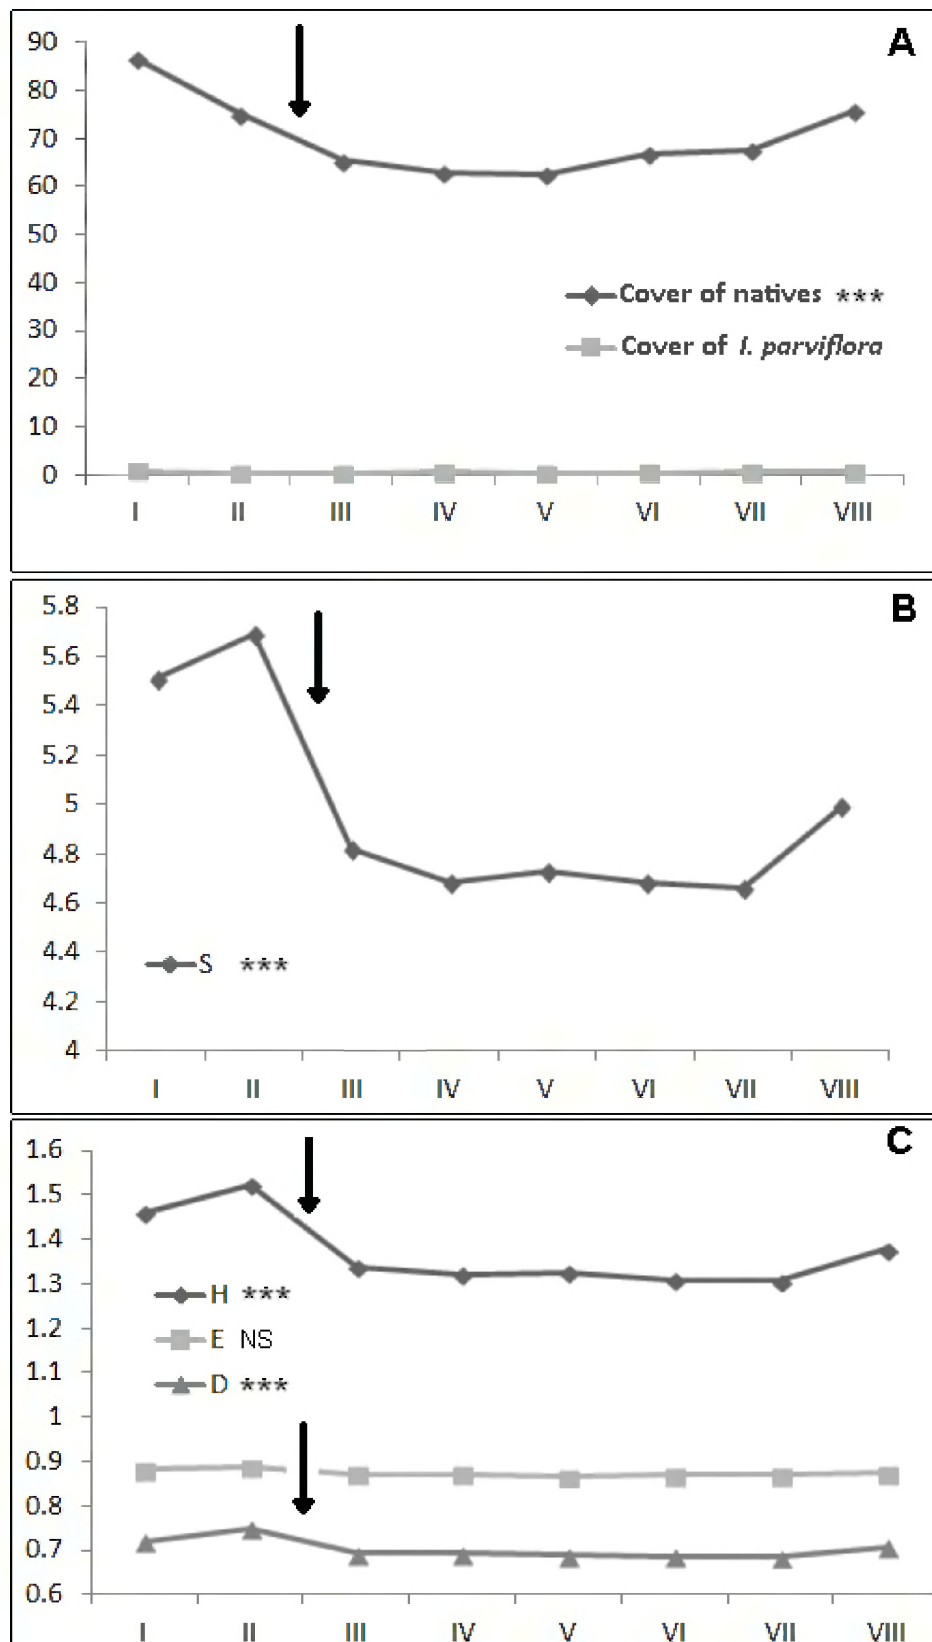 A
90
80
70
60
50
40
30
20
10
0
Cover of natives ***
Cover of I. parviflora
I II III IV V VI VII VIII
B
5.8
5.6
5.4
5.2
5
4.8
4.6
4.4
4.2
4
S ***
I II III IV V VI VII VIII
C
1.6
1.5
1.4
1.3
1.2
1.1
1
0.9
0.8
0.7
0.6
H ***
E NS
D ***
I II III IV V VI VII VIII